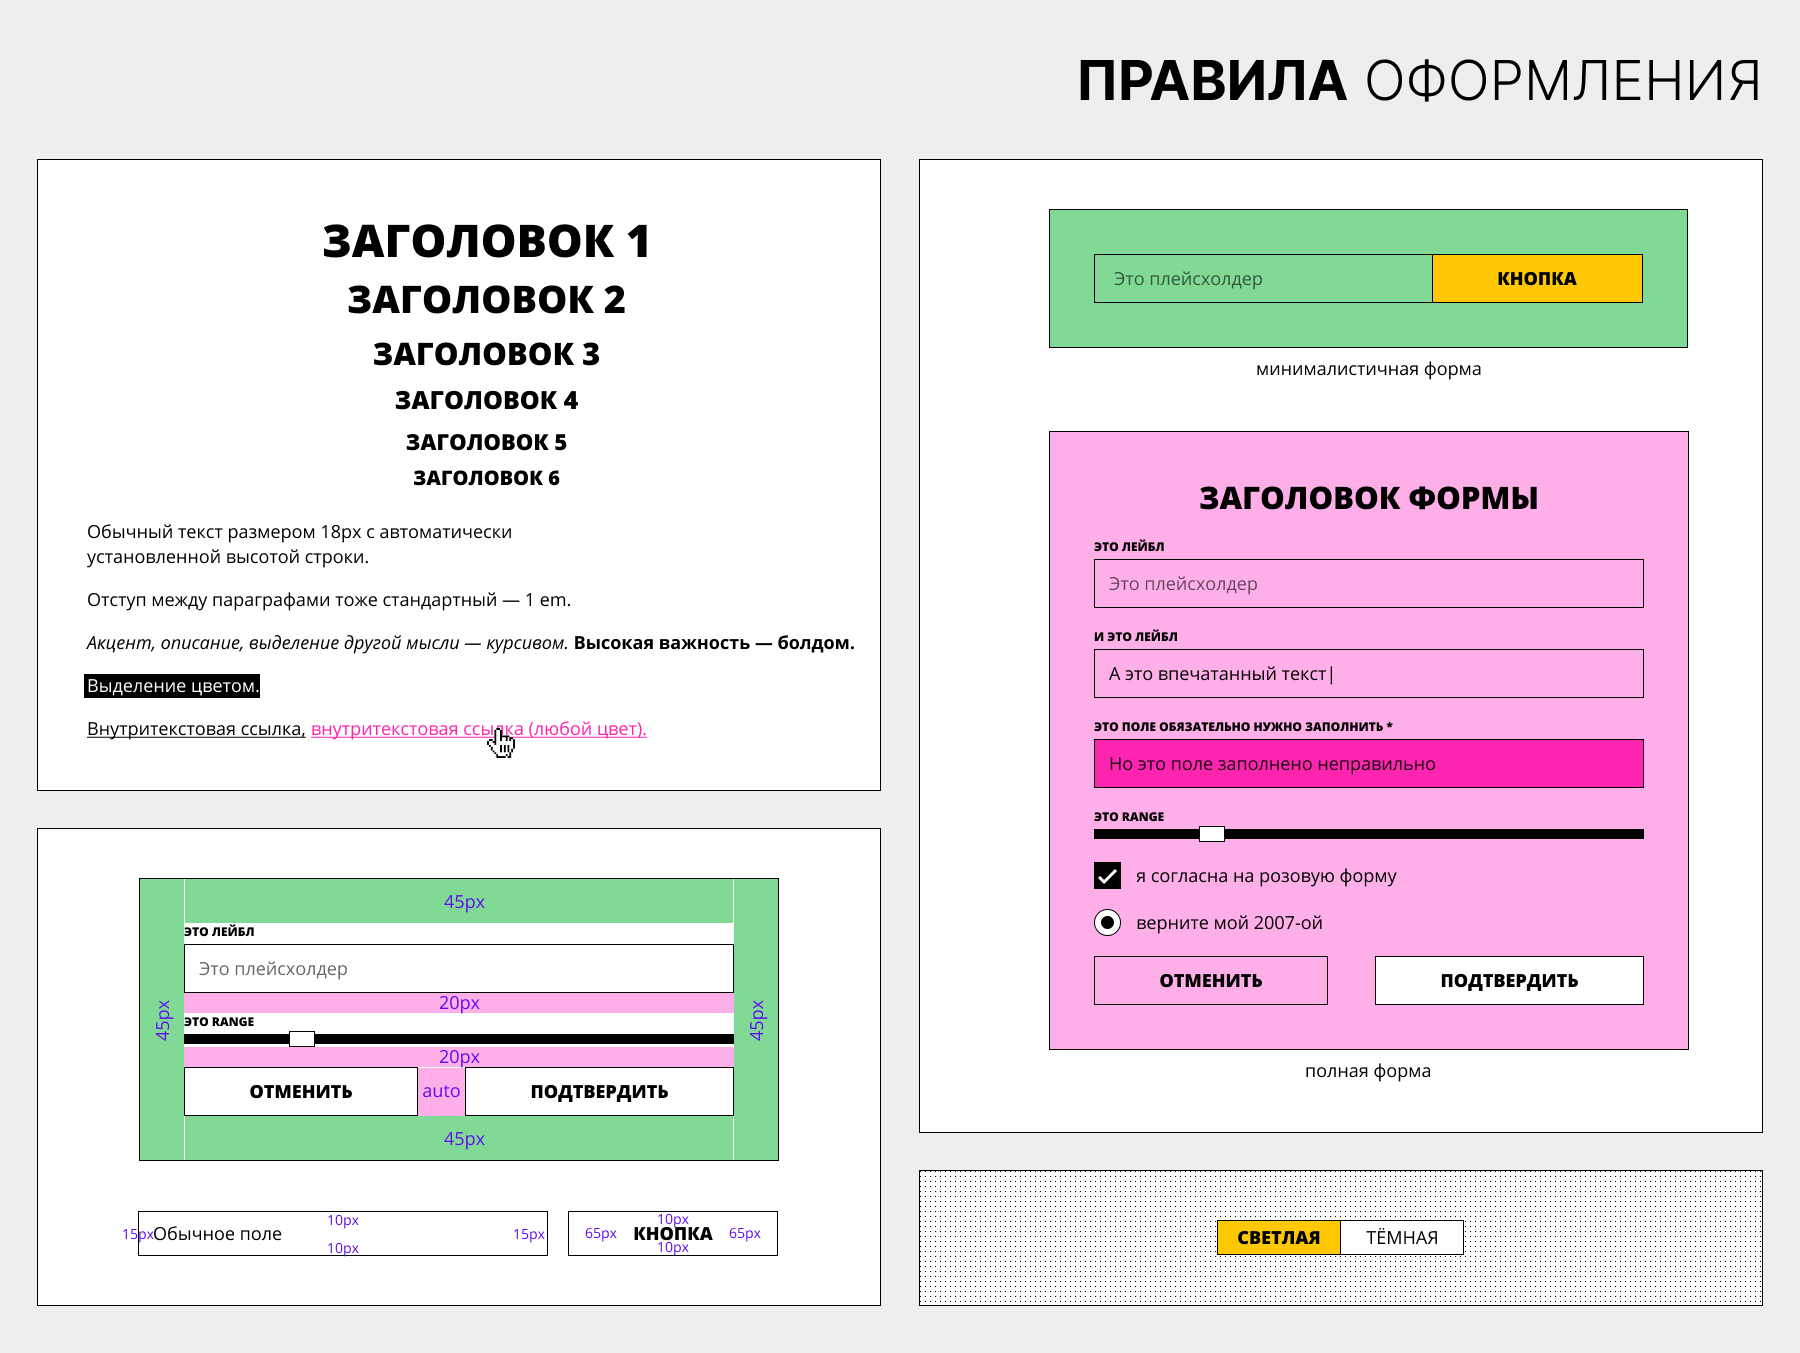 ПРАВИЛА ОФОРМЛЕНИЯ
ЗАГОЛОВОК 1
ЗАГОЛОВОК 2
ЗАГОЛОВОК 3
ЗАГОЛОВОК 4
ЗАГОЛОВОК 5
ЗАГОЛОВОК 6
Обычный текст размером 18px с автоматически
установленной высотой строки.
Отступ между параграфами тоже стандартный — 1 em.
Акцент, описание, выделение другой мысли — курсивом. Высокая важность — болдом.
Выделение цветом.
Внутритекстовая ссылка, внутритекстовая ссылка (любой цвет).
45px
ЭТО ЛЕЙБЛ
Это плейсхолдер
20px
45px
45px
ЭТО RANGE
20px
ОТМЕНИТЬ
auto
ПОДТВЕРДИТЬ
45px
15px
Обычное поле
10px
10px
15px
65px
10px
КНОПКА
10px
65px
Это плейсхолдер
КНОПКА
минималистичная форма
ЗАГОЛОВОК ФОРМЫ
ЭТО ЛЕЙБЛ
Это плейсхолдер
И ЭТО ЛЕЙБЛ
А это впечатанный текст|
ЭТО ПОЛЕ ОБЯЗАТЕЛЬНО НУЖНО ЗАПОЛНИТЬ *
Но это поле заполнено неправильно
ЭТО RANGE
я согласна на розовую форму
верните мой 2007-ой
ОТМЕНИТЬ
ПОДТВЕРДИТЬ
полная форма
СВЕТЛАЯ
ТЁМНАЯ